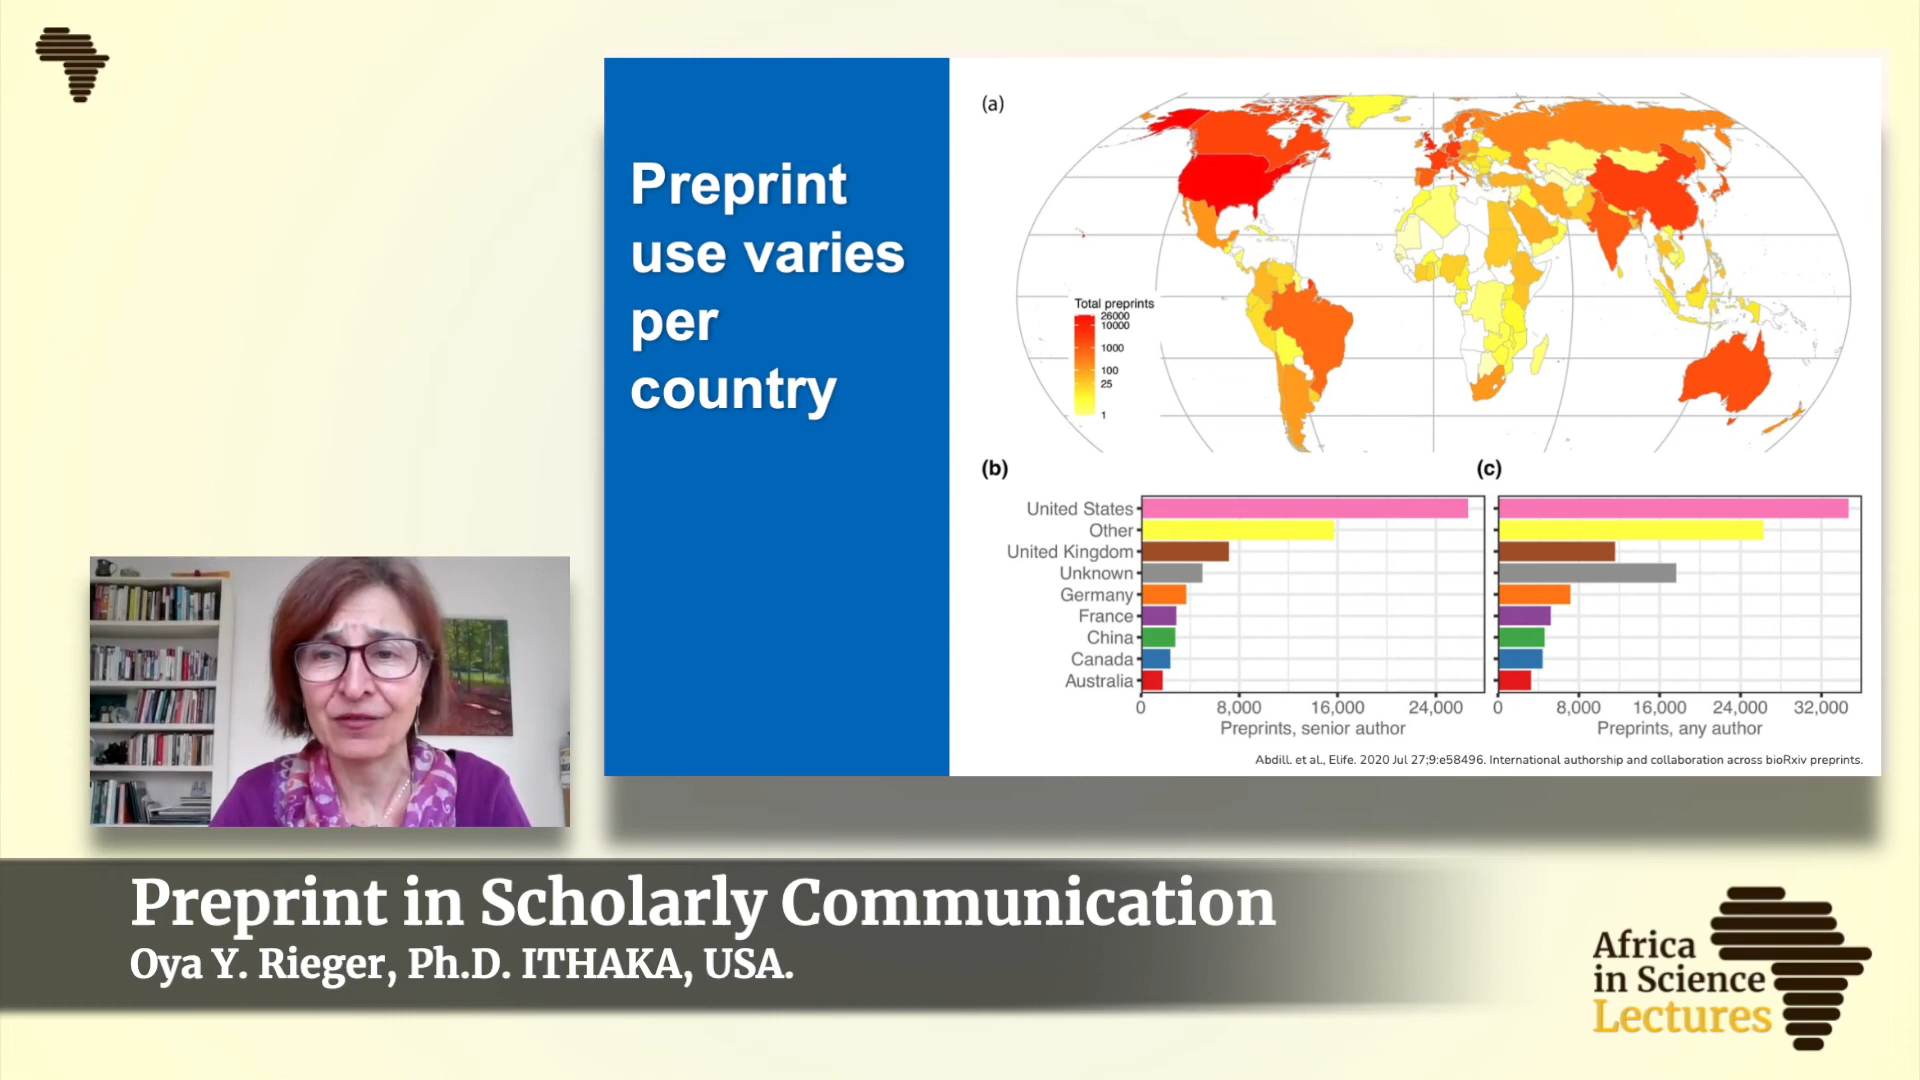 Preprint
use varies
per
country
(a)
Total preprints
26000
10000
1000
100
25
1
(b)
United States
Other
United Kingdom
Unknown
Germany
France
China
Canada
Australia
0 8,000 16,000 24,000
Preprints, senior author
(c)
0 8,000 16,000 24,000 32,000
Preprints, any author
Abdill. et al., Elife. 2020 Jul 27;9:e58496. International authorship and collaboration across bioRxiv preprints.
Preprint in Scholarly Communication
Oya Y. Rieger, Ph.D. ITHAKA, USA.
Africa
in Science
Lectures